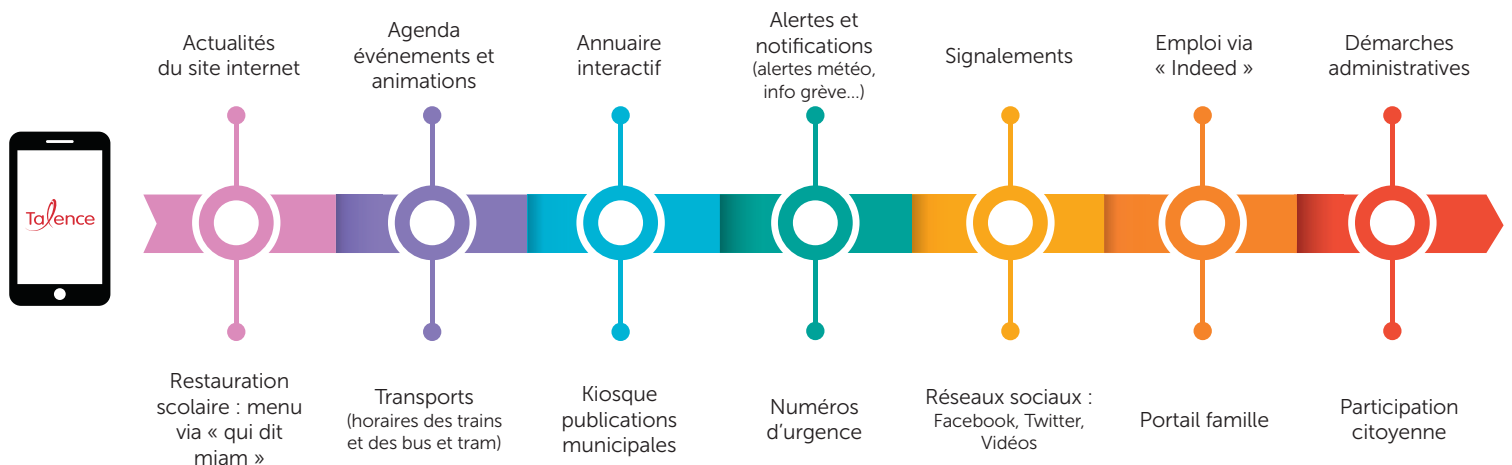 Actualités
du site internet
Agenda
événements et
animations
Annuaire
interactif
Alertes et
notifications
(alertes météo,
info grève...)
Signalements
Emploi via
« Indeed »
Démarches
administratives
Talence
Restauration
scolaire : menu
via « qui dit
miam »
Transports
(horaires des trains
et des bus et tram)
Kiosque
publications
municipales
Numéros
d’urgence
Réseaux sociaux :
Facebook, Twitter,
Vidéos
Portail famille
Participation
citoyenne